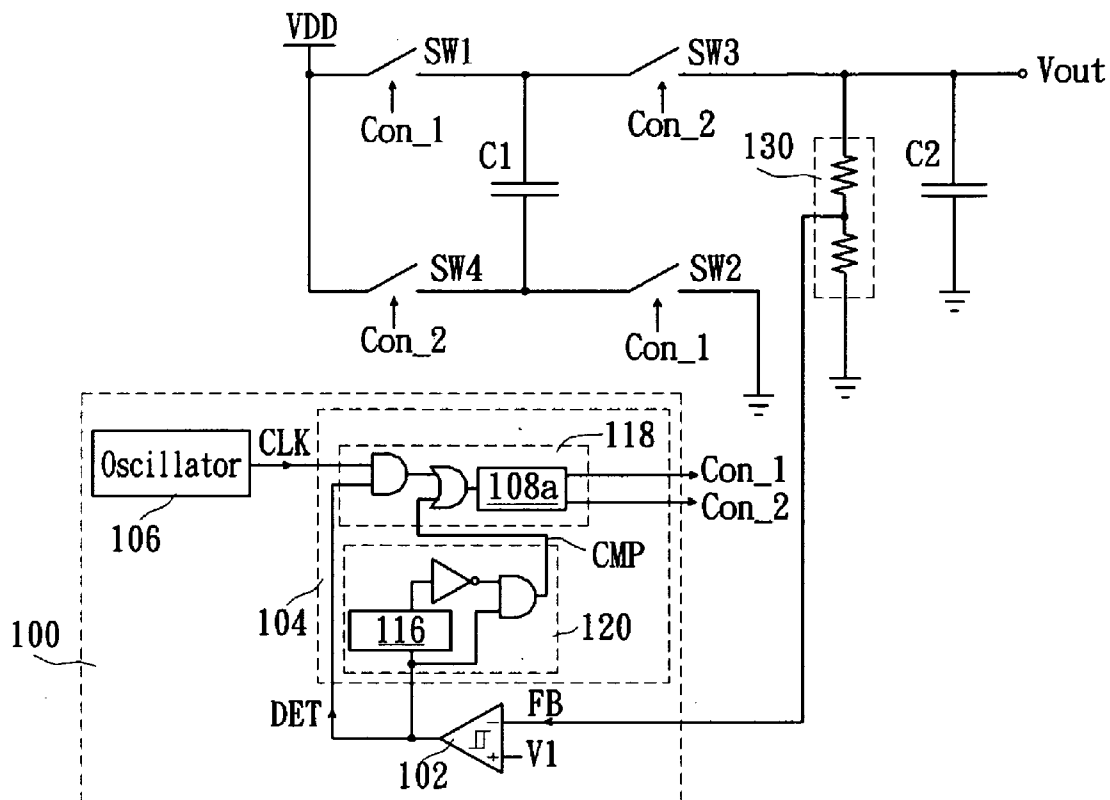 VDD
SW1
SW3
Vout
Con_1
Con_2
130
C1
C2
SW4
SW2
Con_2
Con_1
118
CLK
Oscillator
108a
Con_1
Con_2
106
CMP
104
116
120
100
DET
FB
V1
102
- 
+